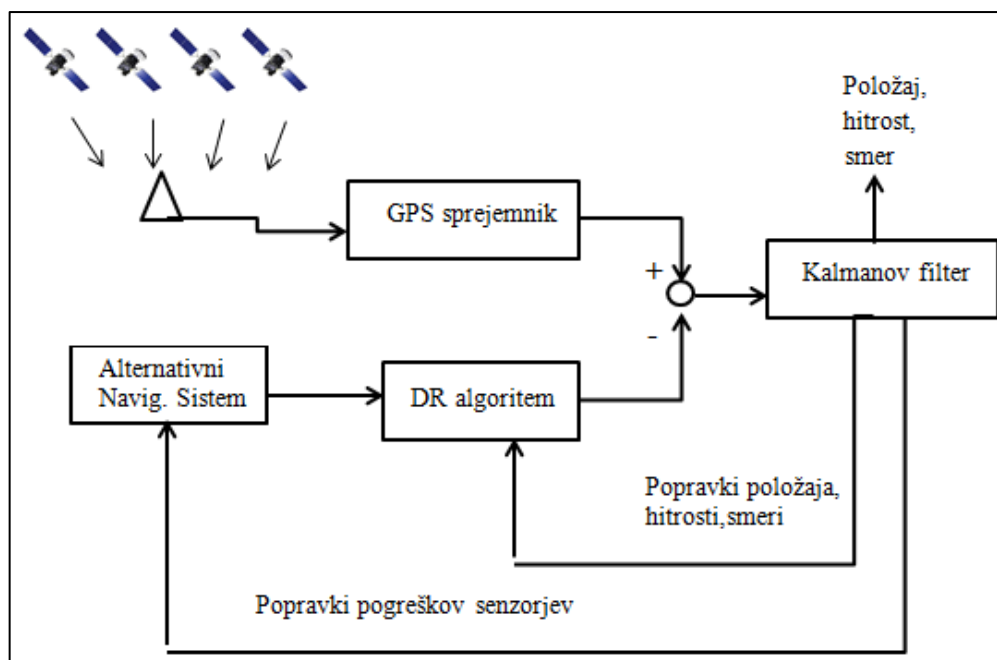 Položaj,
hitrost,
smer
GPS sprejemnik
+
Kalmanov filter
-
Alternativni
Navig. Sistem
DR algoritem
Popravki položaja,
hitrosti,smeri
Popravki pogreškov senzorjev